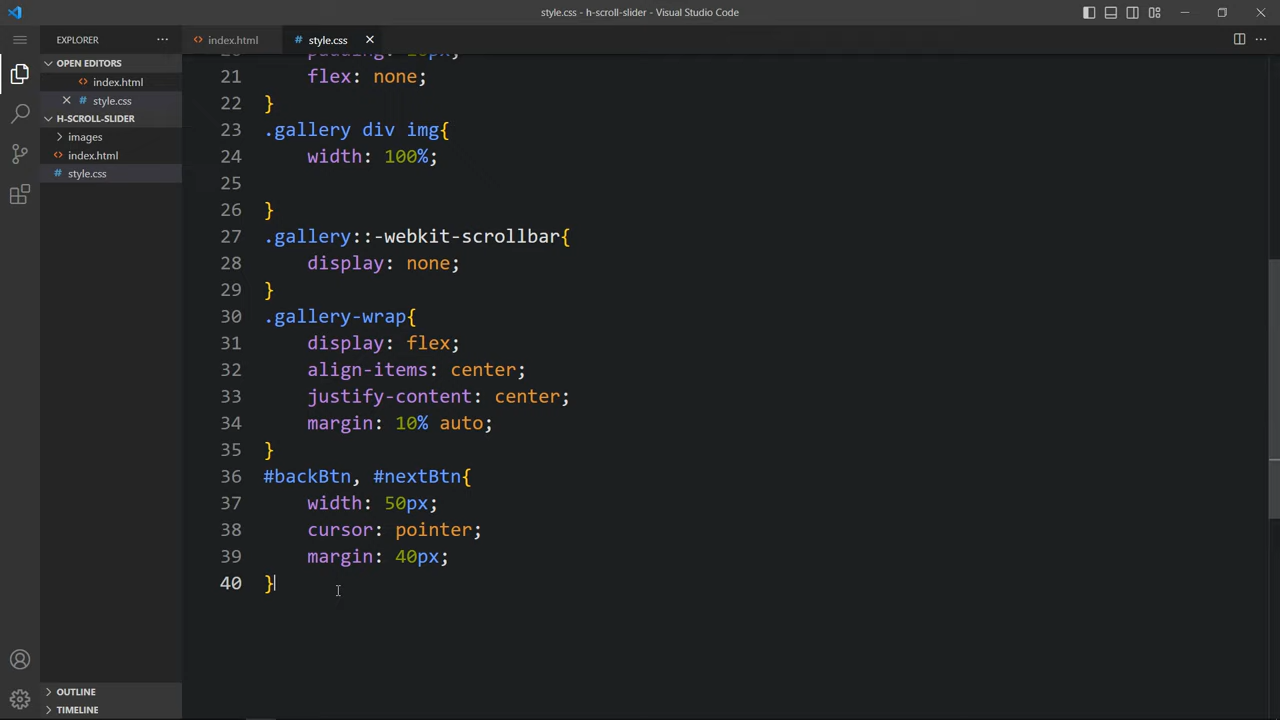 style.css - h-scroll-slider - Visual Studio Code
EXPLORER
index.html
style.css
OPEN EDITORS
index.html
style.css
H-SCROLL-SLIDER
images
index.html
style.css
OUTLINE
TIMELINE
21 flex: none;
22 }
23 .gallery div img{
24 width: 100%;
25
26 }
27 .gallery::-webkit-scrollbar{
28 display: none;
29 }
30 .gallery-wrap{
31 display: flex;
32 align-items: center;
33 justify-content: center;
34 margin: 10% auto;
35 }
36 #backBtn, #nextBtn{
37 width: 50px;
38 cursor: pointer;
39 margin: 40px;
40 }